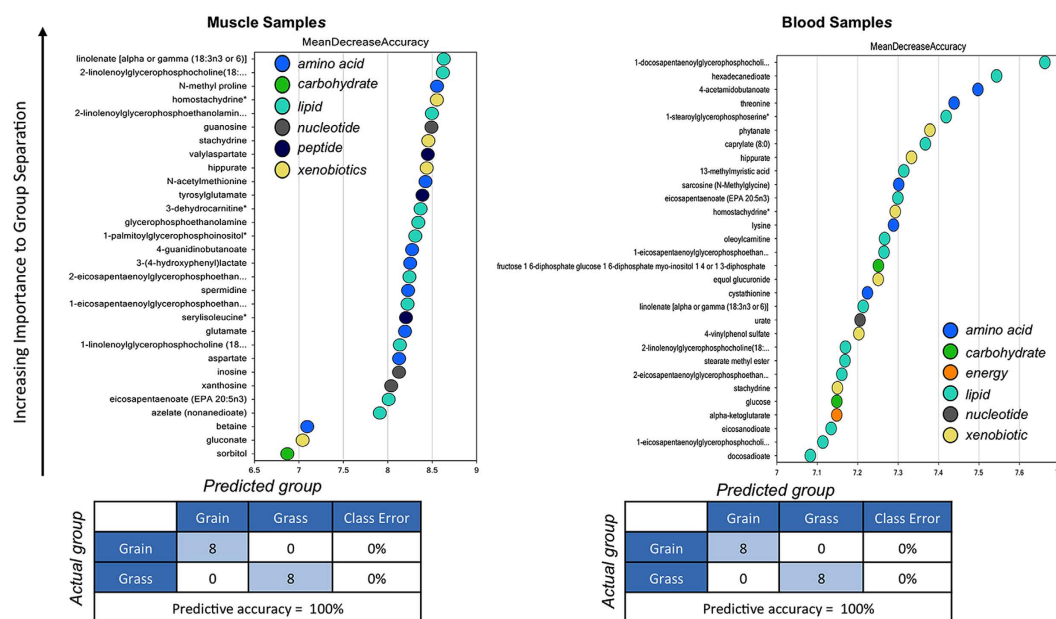 Muscle Samples
MeanDecreaseAccuracy
linolenate [alpha or gamma (18:3n3 or 6)]
2-linolenoylglycerophosphocholine(18:...
N-methyl proline
homostachydrine*
2-linolenoylglycerophosphoethanolamin...
guanosine
stachydrine
valylaspartate
hippurate
N-acetylmethionine
tyrosylglutamate
3-dehydrocarnitine*
glycerophosphoethanolamine
1-palmitoylglycerophosphoinositol*
4-guanidinobutanoate
3-(4-hydroxyphenyl)lactate
2-eicosapentaenoylglycerophosphoethan...
spermidine
1-eicosapentaenoylglycerophosphoethan...
serylisoleucine*
glutamate
1-linolenoylglycerophosphocholine (18...
aspartate
inosine
xanthosine
eicosapentaenoate (EPA 20:5n3)
azelate (nonanedioate)
betaine
gluconate
sorbitol
amino acid
carbohydrate
lipid
nucleotide
peptide
xenobiotics
6.5 7 7.5 8 8.5 9
Increasing Importance to Group Separation
Predicted group
Actual group
Grain Grass Class Error
Grain 8 0 0%
Grass 0 8 0%
Predictive accuracy = 100%
Blood Samples
MeanDecreaseAccuracy
1-docosapentaenoylglycerophosphocholi...
hexadecanedioate
4-acetamidobutanoate
threonine
1-stearoylglycerophosphoserine*
phytanate
caprylate (8:0)
hippurate
13-methylmyristic acid
sarcosine (N-Methylglycine)
eicosapentaenoate (EPA 20:5n3)
homostachydrine*
lysine
oleoylcarnitine
1-eicosapentaenoylglycerophosphoethan...
fructose 1 6-diphosphate glucose 1 6-diphosphate myo-inositol 1 4 or 1 3-diphosphate
equol glucuronide
cystathionine
linolenate [alpha or gamma (18:3n3 or 6)]
urate
4-vinylphenol sulfate
2-linolenoylglycerophosphocholine(18:...
stearate methyl ester
2-eicosapentaenoylglycerophosphoethan...
stachydrine
glucose
alpha-ketoglutarate
eicosanodioate
1-eicosapentaenoylglycerophosphocholi...
docosadioate
amino acid
carbohydrate
energy
lipid
nucleotide
xenobiotic
7 7.1 7.2 7.3 7.4 7.5 7.6
Predicted group
Actual group
Grain Grass Class Error
Grain 8 0 0%
Grass 0 8 0%
Predictive accuracy = 100%